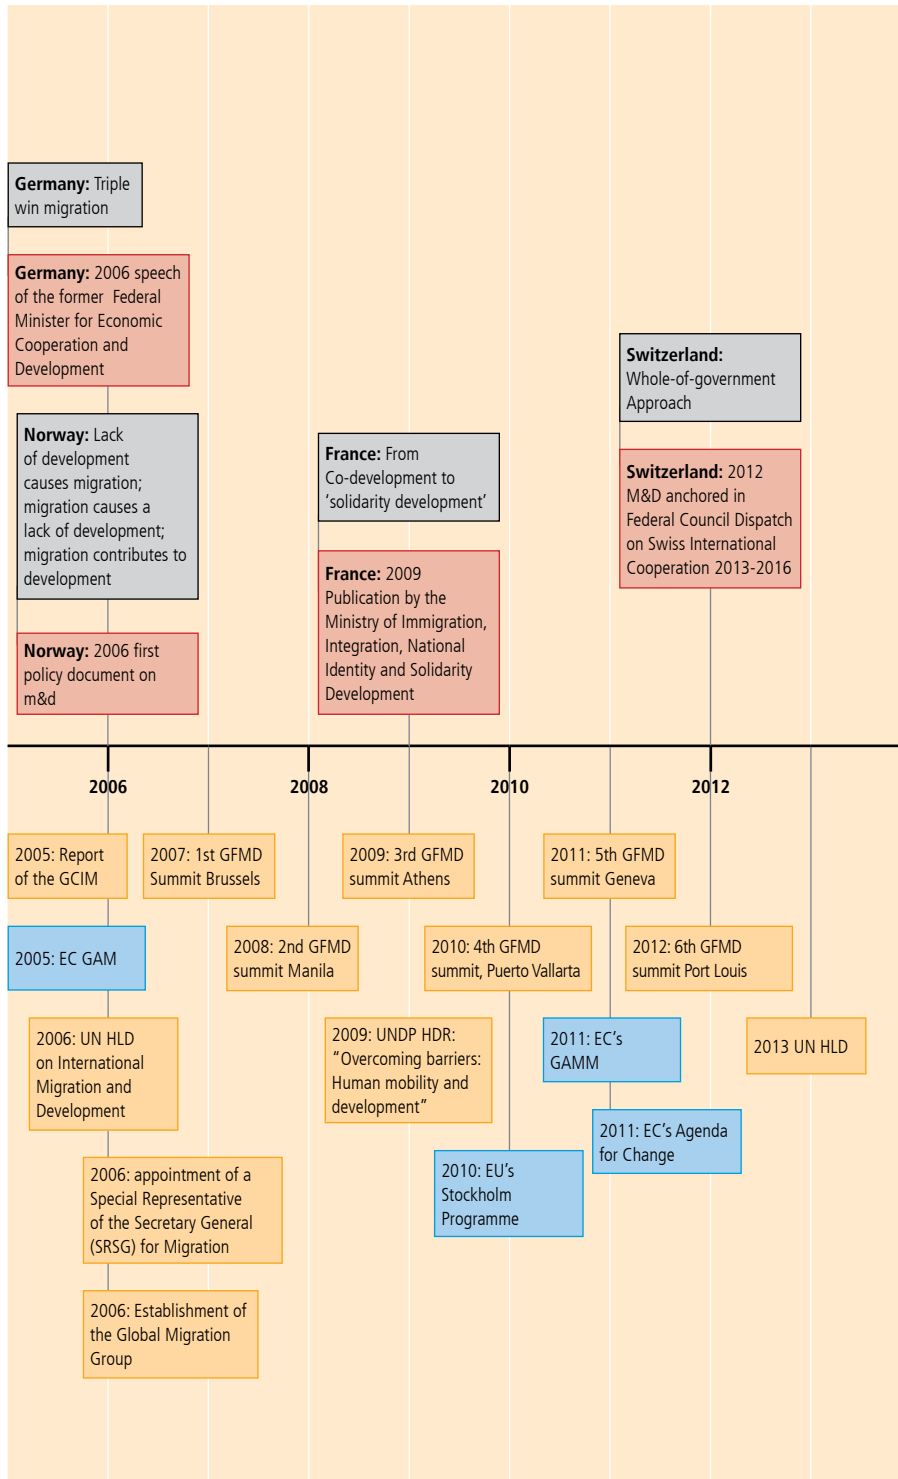 Germany: Triple
win migration
Germany: 2006 speech
of the former Federal
Minister for Economic
Cooperation and
Development
Norway: Lack
of development
causes migration;
migration causes a
lack of development;
migration contributes to
development
Norway: 2006 first
policy document on
m&d
France: From
Co-development to
‘solidarity development’
France: 2009
Publication by the
Ministry of Immigration,
Integration, National
Identity and Solidarity
Development
Switzerland:
Whole-of-government
Approach
Switzerland: 2012
M&D anchored in
Federal Council Dispatch
on Swiss International
Cooperation 2013-2016
2006
2008
2010
2012
2005: Report
of the GCIM
2007: 1st GFMD
Summit Brussels
2009: 3rd GFMD
summit Athens
2011: 5th GFMD
summit Geneva
2005: EC GAM
2008: 2nd GFMD
summit Manila
2010: 4th GFMD
summit, Puerto Vallarta
2012: 6th GFMD
summit Port Louis
2006: UN HLD
on International
Migration and
Development
2009: UNDP HDR:
“Overcoming barriers:
Human mobility and
development”
2011: EC’s
GAMM
2013 UN HLD
2011: EC’s Agenda
for Change
2006: appointment of a
Special Representative
of the Secretary General
(SRSG) for Migration
2010: EU’s
Stockholm
Programme
2006: Establishment of
the Global Migration
Group